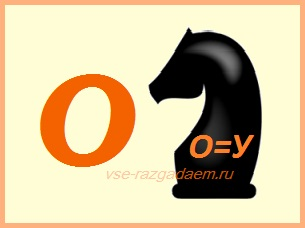 О
О=У
vse-razgadaem.ru